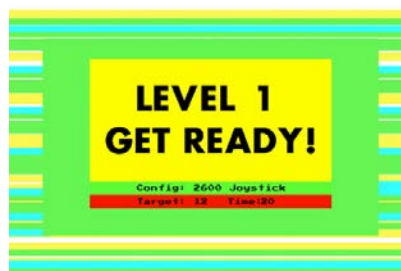 LEVEL 1
GET READY!
Config: 2600 Joystick
Target: 12 Time:20